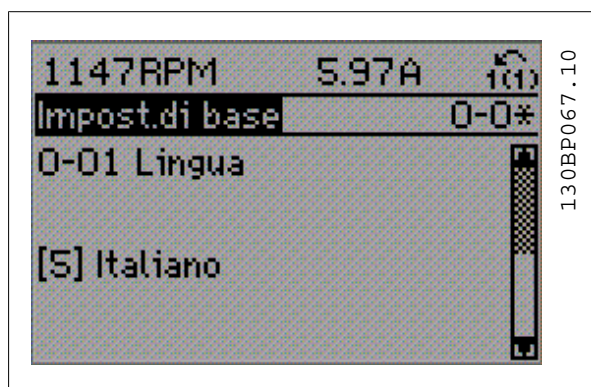 1147RPM 5.97A 1(1)
Impost.di base 0-0*
0-01 Lingua
[5] Italiano
130BP067.10